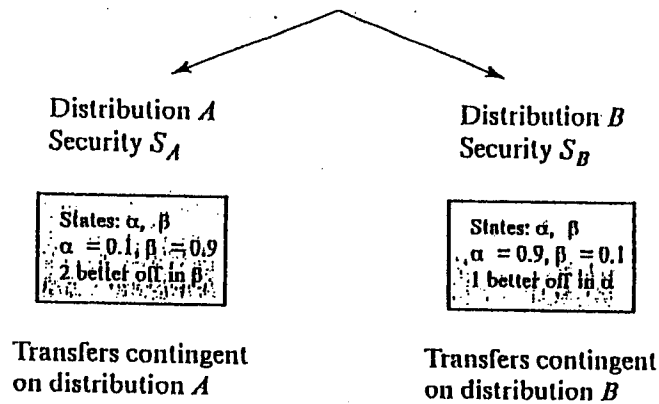 Distribution A
Security S_A
States: α, β
α = 0.1, β = 0.9
2 better off in β
Transfers contingent
on distribution A
Distribution B
Security S_B
States: α, β
α = 0.9, β = 0.1
1 better off in α
Transfers contingent
on distribution B